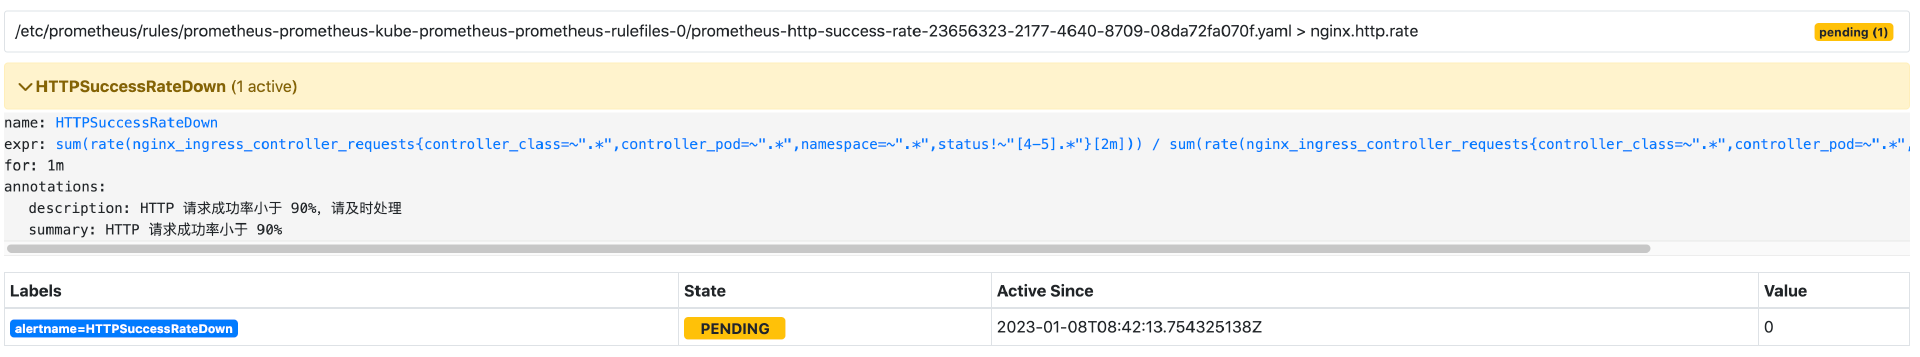 /etc/prometheus/rules/prometheus-prometheus-kube-prometheus-prometheus-rulefiles-0/prometheus-http-success-rate-23656323-2177-4640-8709-08da72fa070f.yaml > nginx.http.rate pending (1)
HTTPSuccessRateDown (1 active)
name: HTTPSuccessRateDown
expr: sum(rate(nginx_ingress_controller_requests{controller_class=~".*",controller_pod=~".*",namespace=~".*",status!~"[4-5].*"}[2m])) / sum(rate(nginx_ingress_controller_requests{controller_class=~".*",controller_pod=~".*",
for: 1m
annotations:
description: HTTP 请求成功率小于 90%，请及时处理
summary: HTTP 请求成功率小于 90%
Labels State Active Since Value
alertname=HTTPSuccessRateDown PENDING 2023-01-08T08:42:13.754325138Z 0